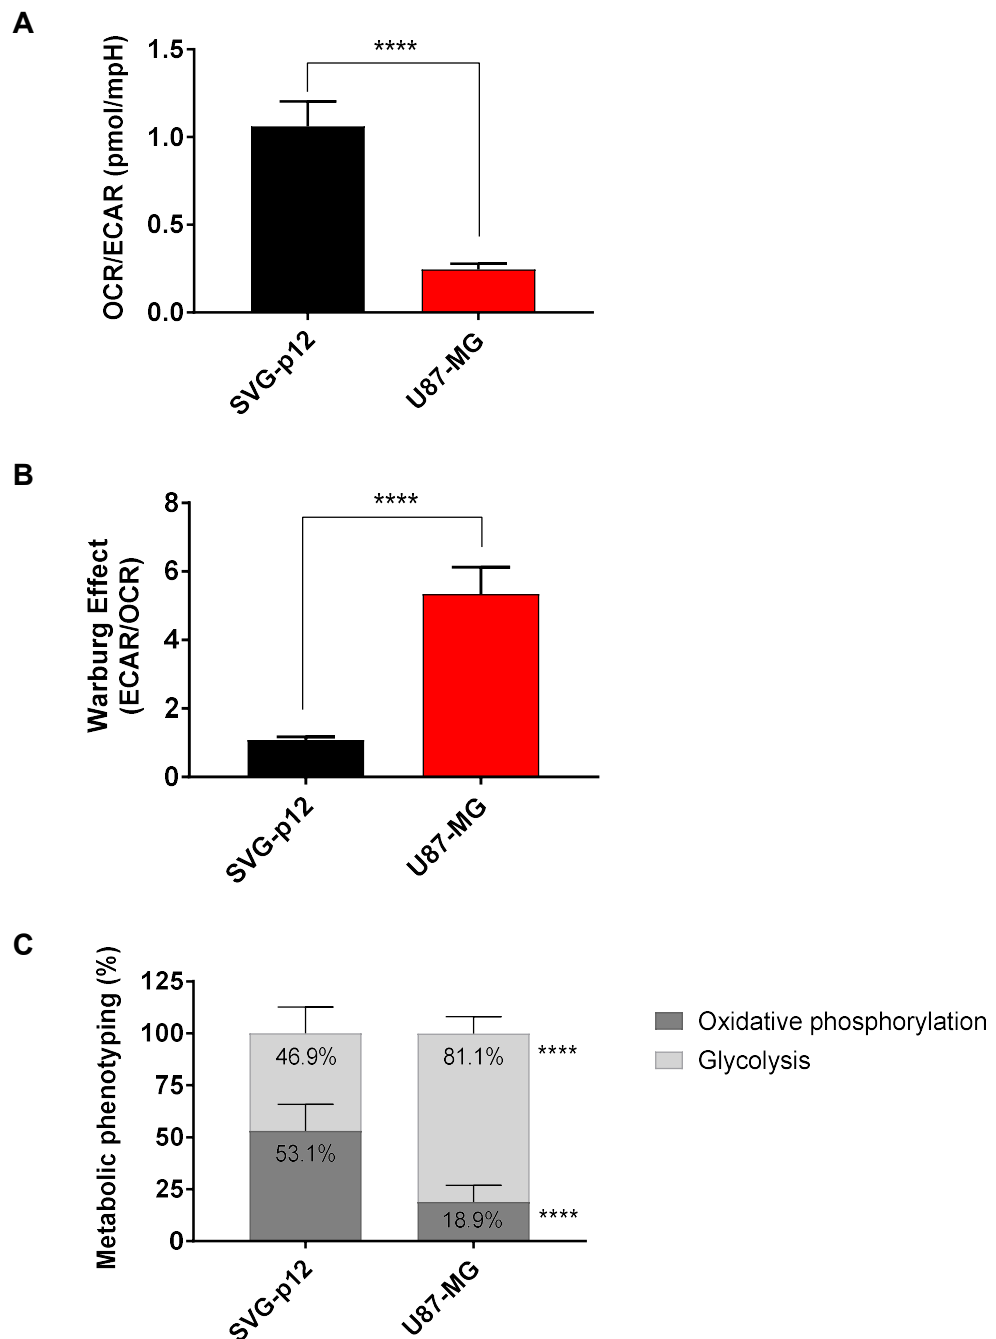 A
OCR/ECAR (pmol/mpH)
1.5
1.0
0.5
0.0
****
SVG-p12
U87-MG
B
Warburg Effect
(ECAR/OCR)
8
6
4
2
0
****
SVG-p12
U87-MG
C
Metabolic phenotyping (%)
125
100
75
50
25
0
46.9%
81.1%
****
53.1%
18.9%
****
SVG-p12
U87-MG
Oxidative phosphorylation
Glycolysis